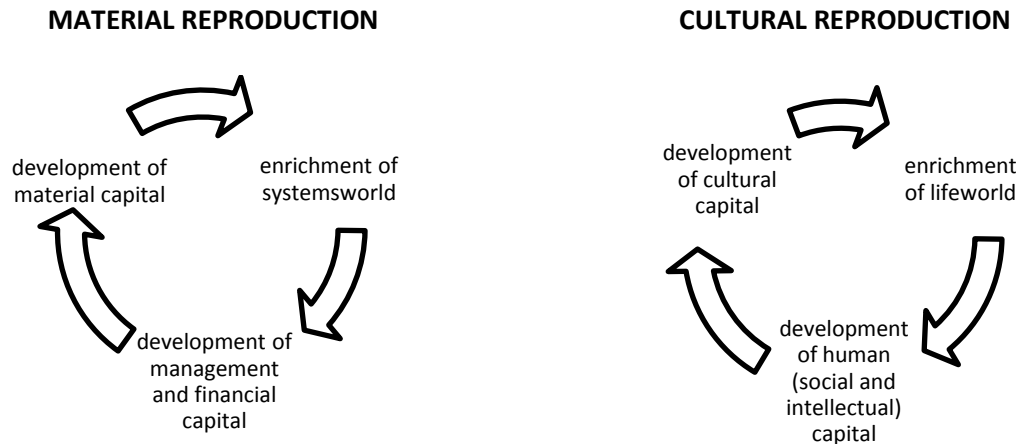 MATERIAL REPRODUCTION
development of
material capital
enrichment of
systemsworld
development of
management
and financial
capital
CULTURAL REPRODUCTION
development
of cultural
capital
enrichment
of lifeworld
development
of human
(social and
intellectual)
capital